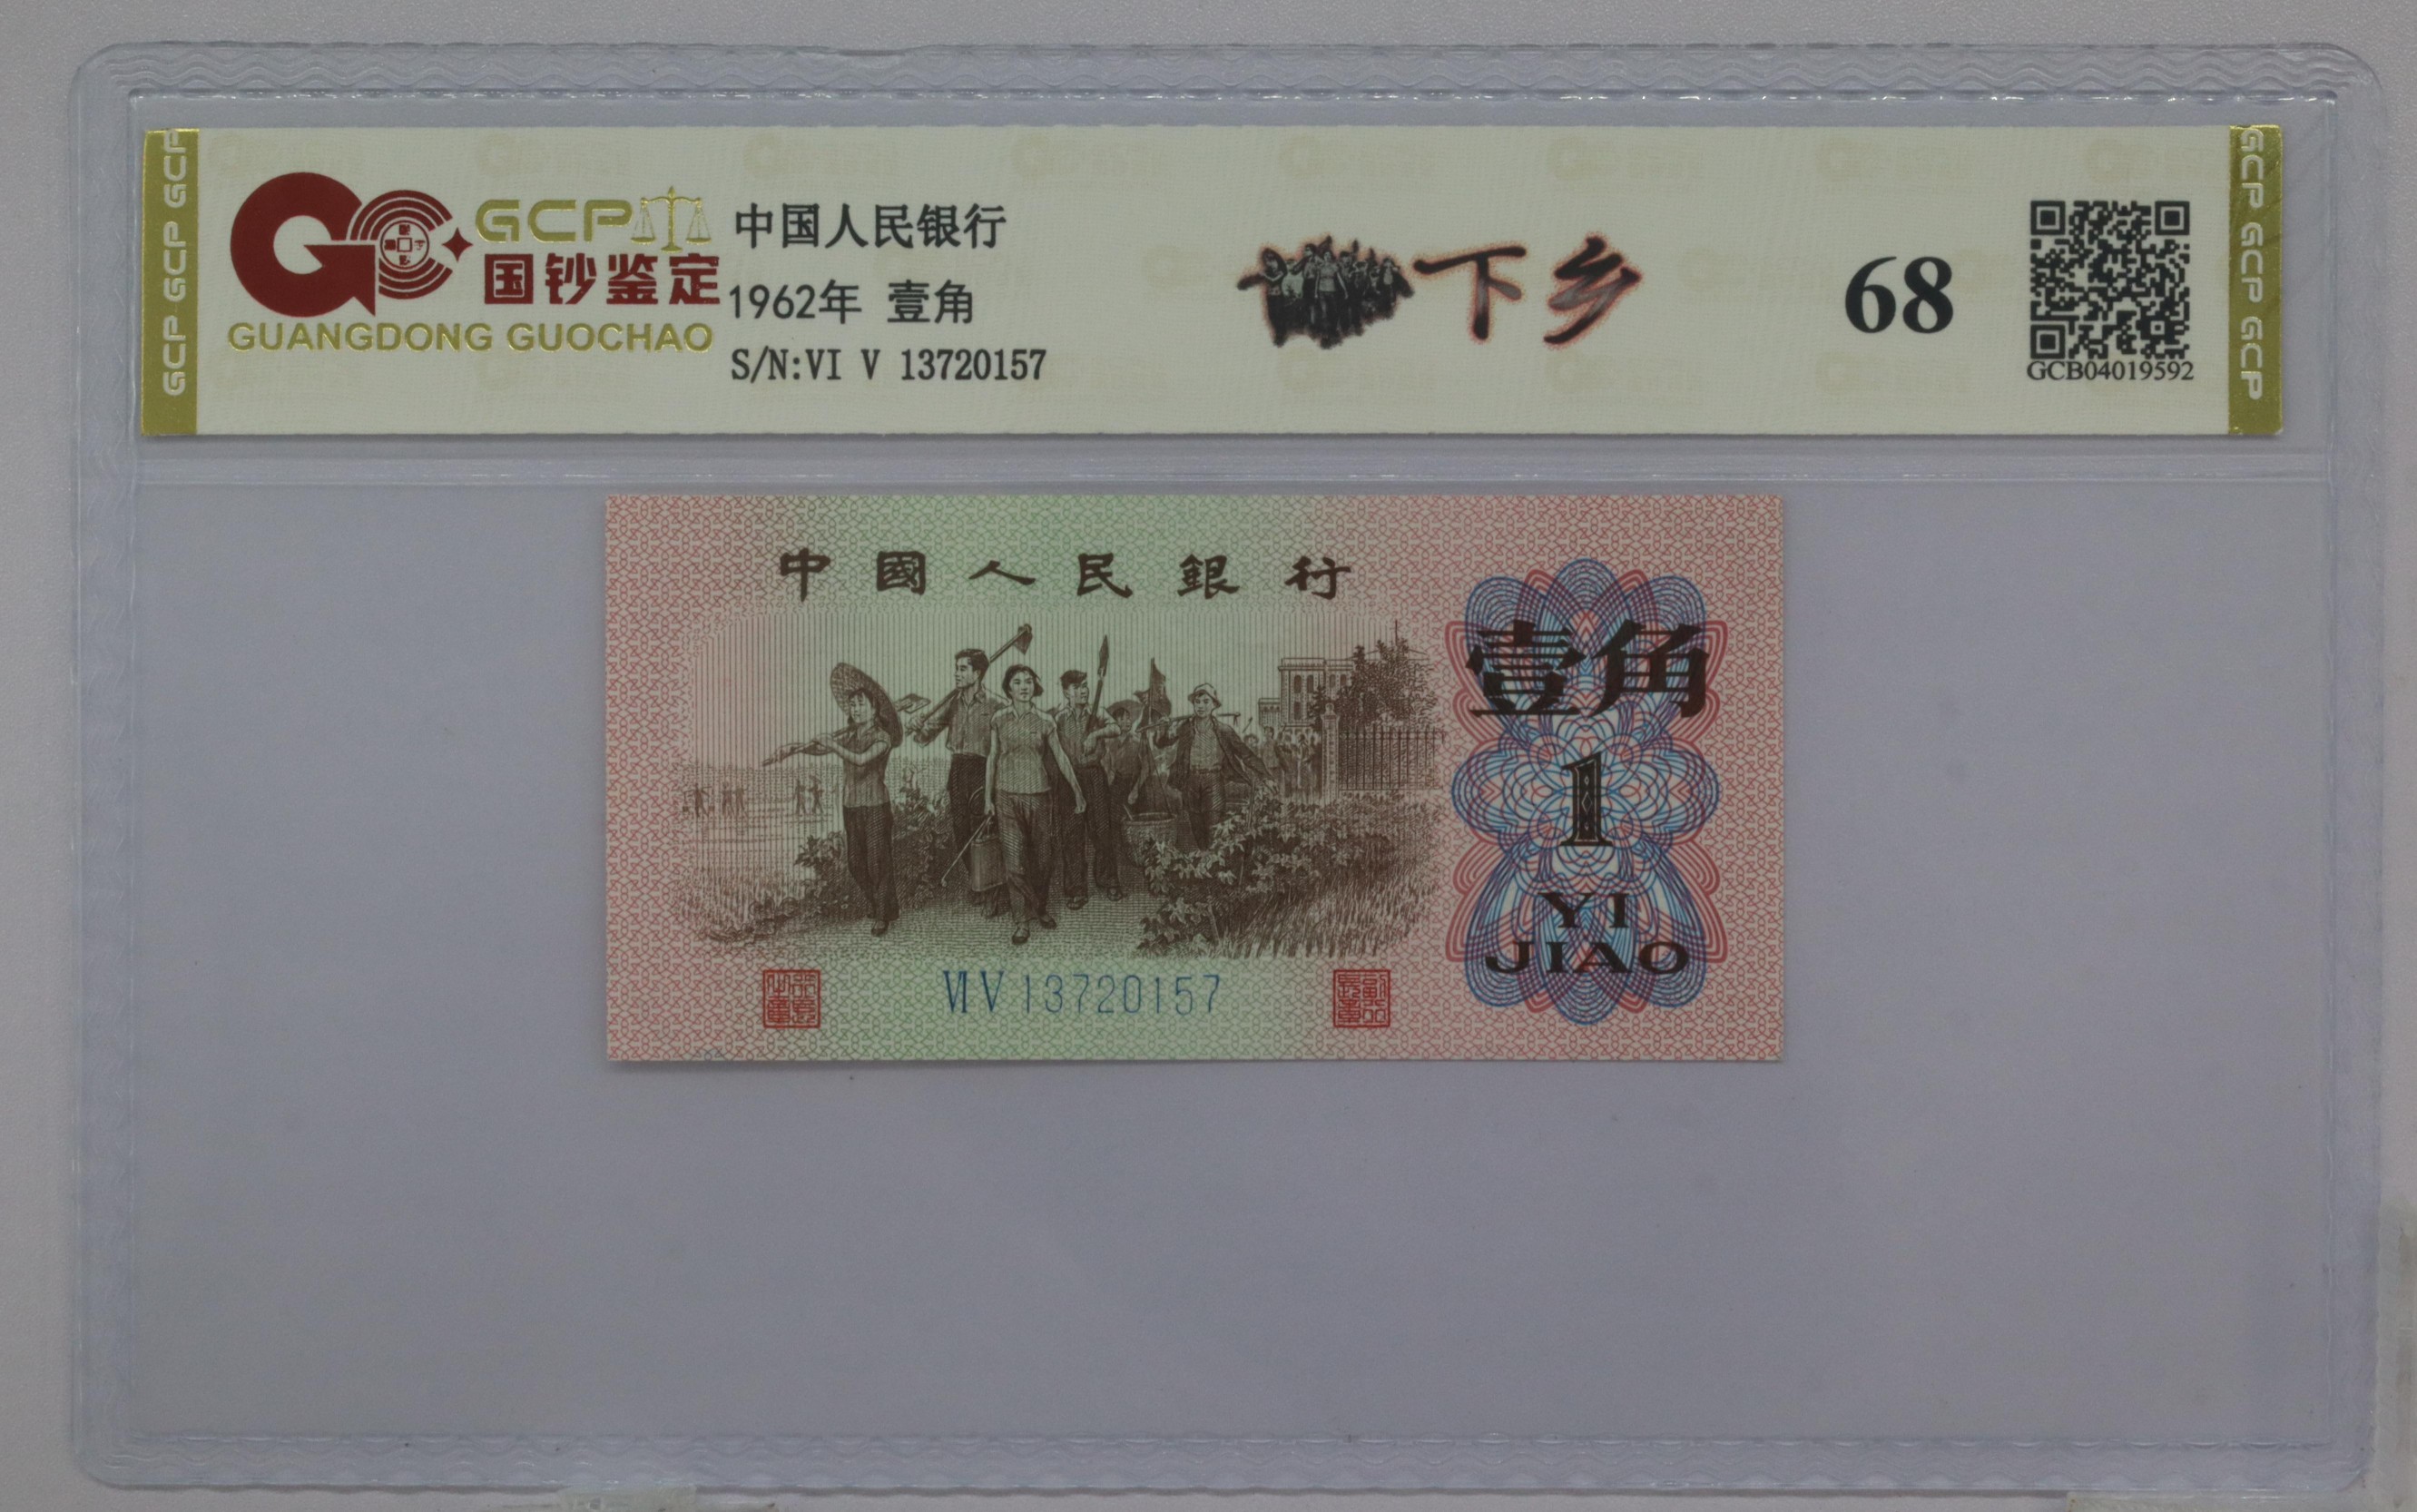 GCP GCP GCP
GCP
国钞鉴定
GUANGDONG GUOCHAO
中国人民银行
1962年 壹角
S/N:VI V 13720157
下乡
68
GCB04019592
GCP GCP GCP GCP
中國人民銀行
壹角
1
YI
JIAO
VI V 13720157